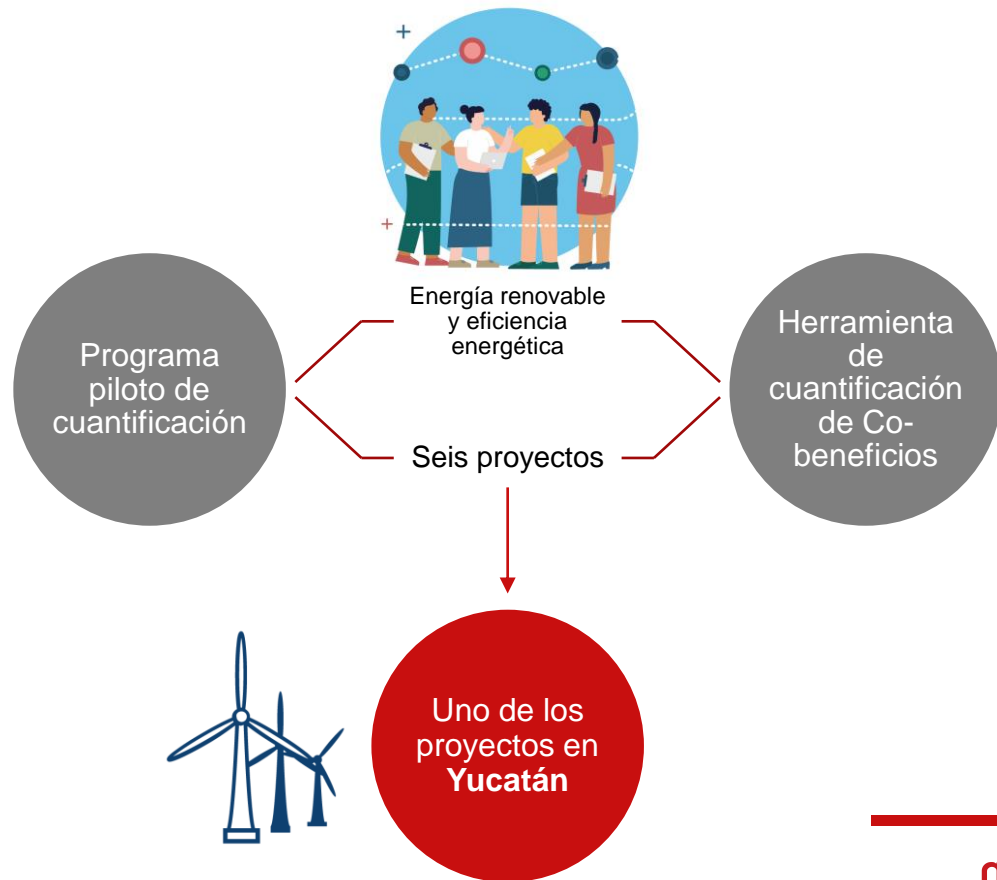 Energía renovable
y eficiencia
energética
Programa
piloto de
cuantificación
Herramienta
de
cuantificación
de Co-
beneficios
Seis proyectos
Uno de los
proyectos en
Yucatán